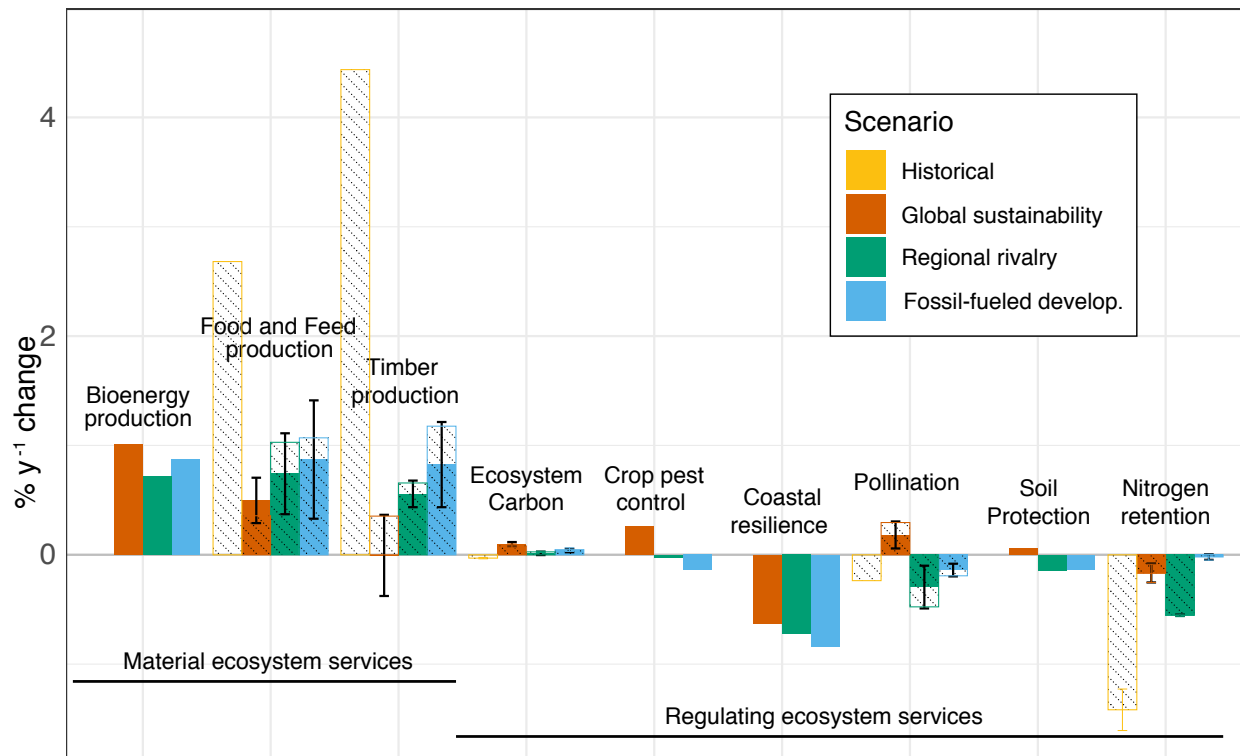 4
2
0
% y-1 change
Scenario
Historical
Global sustainability
Regional rivalry
Fossil-fueled develop.
Food and Feed
production
Timber
production
Bioenergy
production
Ecosystem
Carbon
Crop pest
control
Coastal
resilience
Pollination
Soil
Protection
Nitrogen
retention
Material ecosystem services
Regulating ecosystem services